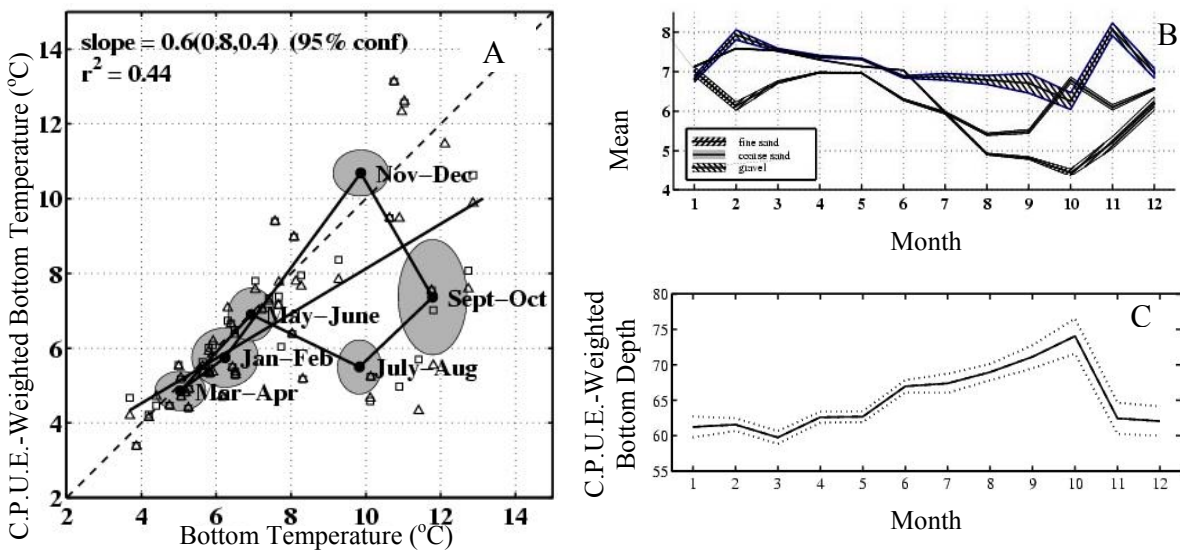 A
slope = 0.6(0.8,0.4) (95% conf)
r² = 0.44
C.P.U.E.-Weighted Bottom Temperature (°C)
14
12
10
8
6
4
2
Nov–Dec
Sept–Oct
May–June
Jan–Feb
July–Aug
Mar–Apr
2 4 6 8 10 12 14
Bottom Temperature (°C)
B
Mean
8
7
6
5
4
fine sand
coarse sand
gravel
1 2 3 4 5 6 7 8 9 10 11 12
Month
C
C.P.U.E.-Weighted
Bottom Depth
80
75
70
65
60
55
1 2 3 4 5 6 7 8 9 10 11 12
Month